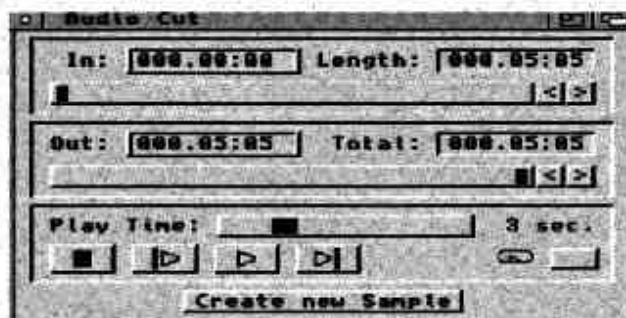 Audio Cut
In: 000.00:00 Length: 000.05:05
< >
Out: 000.05:05 Total: 000.05:05
< >
Play Time: 3 sec.
Create new Sample